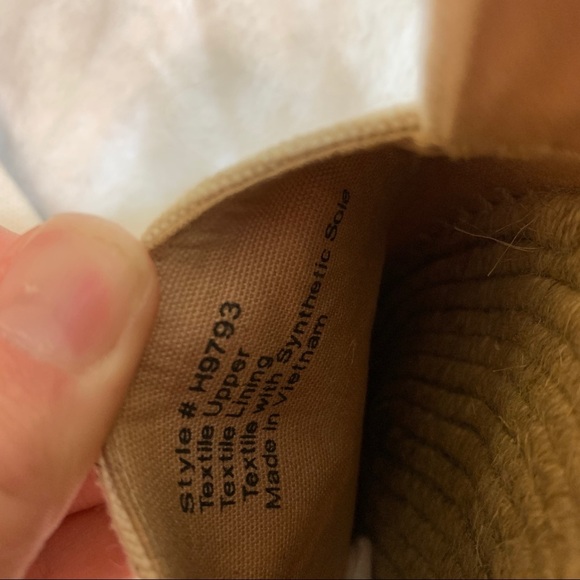 Style # H9793
Textile Upper
Textile Lining
Textile with Synthetic Sole
Made in Vietnam